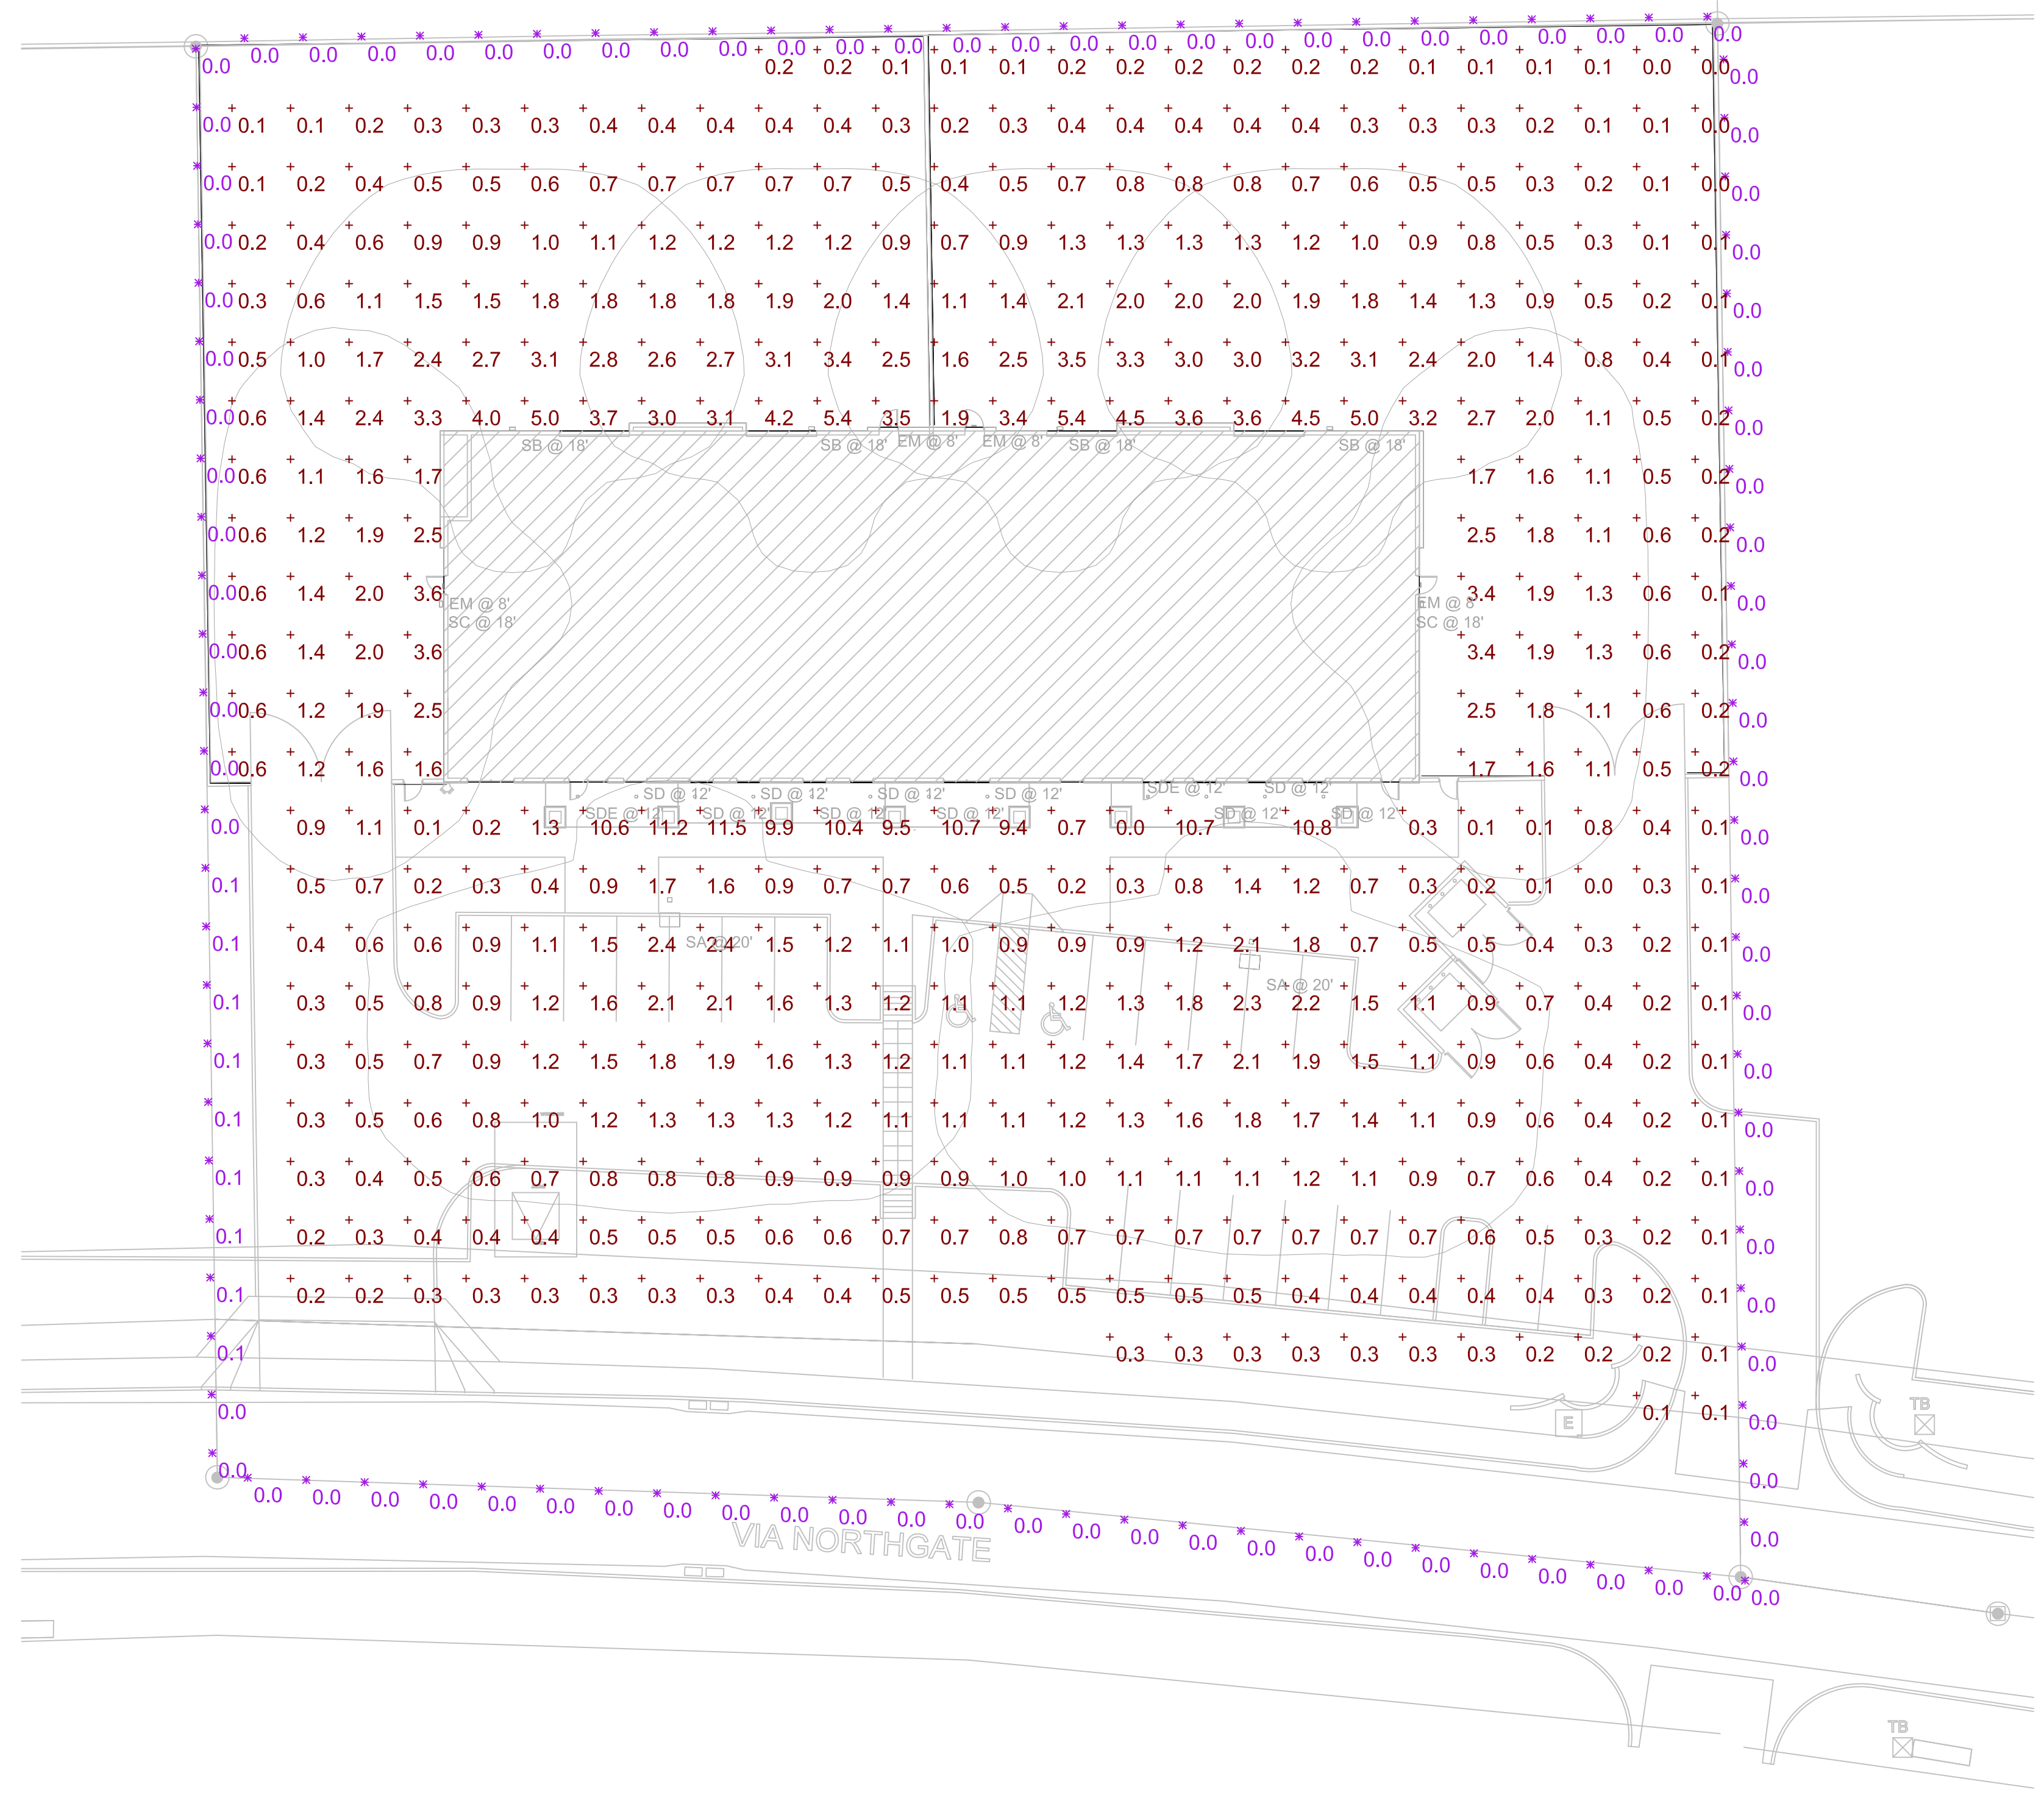 0.0 0.0 0.0 0.0 0.0 0.0 0.0 0.0 0.0 0.0 0.0 0.0 0.0 0.0 0.0 0.0 0.0 0.0 0.0 0.0 0.0 0.0 0.0 0.0 0.0 0.0 0.0
0.2 0.2 0.1 0.1 0.1 0.2 0.2 0.2 0.2 0.2 0.2 0.1 0.1 0.1 0.1 0.0 0.0 0.0
0.0 0.1 0.1 0.2 0.3 0.3 0.3 0.4 0.4 0.4 0.4 0.4 0.3 0.2 0.3 0.4 0.4 0.4 0.4 0.4 0.3 0.3 0.3 0.2 0.1 0.1 0.0 0.0
0.0 0.1 0.2 0.4 0.5 0.5 0.6 0.7 0.7 0.7 0.7 0.7 0.5 0.4 0.5 0.7 0.8 0.8 0.8 0.7 0.6 0.5 0.5 0.3 0.2 0.1 0.0 0.0
0.0 0.2 0.4 0.6 0.9 0.9 1.0 1.1 1.2 1.2 1.2 1.2 0.9 0.7 0.9 1.3 1.3 1.3 1.3 1.2 1.0 0.9 0.8 0.5 0.3 0.1 0.1 0.0
0.0 0.3 0.6 1.1 1.5 1.5 1.8 1.8 1.8 1.8 1.9 2.0 1.4 1.1 1.4 2.1 2.0 2.0 2.0 1.9 1.8 1.4 1.3 0.9 0.5 0.2 0.1 0.0
0.0 0.5 1.0 1.7 2.4 2.7 3.1 2.8 2.6 2.7 3.1 3.4 2.5 1.6 2.5 3.5 3.3 3.0 3.0 3.2 3.1 2.4 2.0 1.4 0.8 0.4 0.1 0.0
0.0 0.6 1.4 2.4 3.3 4.0 5.0 3.7 3.0 3.1 4.2 5.4 3.5 1.9 3.4 5.4 4.5 3.6 3.6 4.5 5.0 3.2 2.7 2.0 1.1 0.5 0.2 0.0
SB @ 18' SB @ 18' EM @ 8' EM @ 8' SB @ 18' SB @ 18'
0.0 0.6 1.1 1.6 1.7 1.7 1.6 1.1 0.5 0.2 0.0
0.0 0.6 1.2 1.9 2.5 2.5 1.8 1.1 0.6 0.2 0.0
0.0 0.6 1.4 2.0 3.6 3.4 1.9 1.3 0.6 0.1 0.0
EM @ 8' EM @ 8'
SC @ 18' SC @ 18'
0.0 0.6 1.4 2.0 3.6 3.4 1.9 1.3 0.6 0.2 0.0
0.0 0.6 1.2 1.9 2.5 2.5 1.8 1.1 0.6 0.2 0.0
0.0 0.6 1.2 1.6 1.6 1.7 1.6 1.1 0.5 0.2 0.0
SD @ 12' SD @ 12' SD @ 12' SD @ 12' SDE @ 12' SD @ 12'
SDE @ 12' SD @ 12' SD @ 12' SD @ 12' SD @ 12' SD @ 12'
0.0 0.9 1.1 0.1 0.2 1.3 10.6 11.2 11.5 9.9 10.4 9.5 10.7 9.4 0.7 0.0 10.7 10.8 0.3 0.1 0.1 0.8 0.4 0.1 0.0
0.1 0.5 0.7 0.2 0.3 0.4 0.9 1.7 1.6 0.9 0.7 0.7 0.6 0.5 0.2 0.3 0.8 1.4 1.2 0.7 0.3 0.2 0.1 0.0 0.3 0.1 0.0
0.1 0.4 0.6 0.6 0.9 1.1 1.5 2.4 2.4 1.5 1.2 1.1 1.0 0.9 0.9 0.9 1.2 2.1 1.8 0.7 0.5 0.5 0.4 0.3 0.2 0.1 0.0
SA @ 20'
SA @ 20'
0.1 0.3 0.5 0.8 0.9 1.2 1.6 2.1 2.1 1.6 1.3 1.2 1.1 1.1 1.2 1.3 1.8 2.3 2.2 1.5 1.1 0.9 0.7 0.4 0.2 0.1 0.0
0.1 0.3 0.5 0.7 0.9 1.2 1.5 1.8 1.9 1.6 1.3 1.2 1.1 1.1 1.2 1.4 1.7 2.1 1.9 1.5 1.1 0.9 0.6 0.4 0.2 0.1 0.0
0.1 0.3 0.5 0.6 0.8 1.0 1.2 1.3 1.3 1.3 1.2 1.1 1.1 1.1 1.2 1.3 1.6 1.8 1.7 1.4 1.1 0.9 0.6 0.4 0.2 0.1 0.0
0.1 0.3 0.4 0.5 0.6 0.7 0.8 0.8 0.8 0.9 0.9 0.9 0.9 1.0 1.0 1.1 1.1 1.1 1.2 1.1 0.9 0.7 0.6 0.4 0.2 0.1 0.0
0.1 0.2 0.3 0.4 0.4 0.4 0.5 0.5 0.5 0.6 0.6 0.7 0.7 0.8 0.7 0.7 0.7 0.7 0.7 0.7 0.7 0.6 0.5 0.3 0.2 0.1 0.0
0.1 0.2 0.2 0.3 0.3 0.3 0.3 0.3 0.3 0.4 0.4 0.5 0.5 0.5 0.5 0.5 0.5 0.5 0.4 0.4 0.4 0.4 0.4 0.3 0.2 0.1 0.0
0.1 0.3 0.3 0.3 0.3 0.3 0.3 0.3 0.2 0.2 0.2 0.1 0.0
0.0 0.1 0.1 0.0
E TB
0.0 0.0
0.0 0.0 0.0 0.0 0.0 0.0 0.0 0.0 0.0 0.0 0.0 0.0 0.0 0.0 0.0 0.0 0.0 0.0 0.0 0.0 0.0 0.0 0.0 0.0 0.0 0.0 0.0 0.0
VIA NORTHGATE
TB